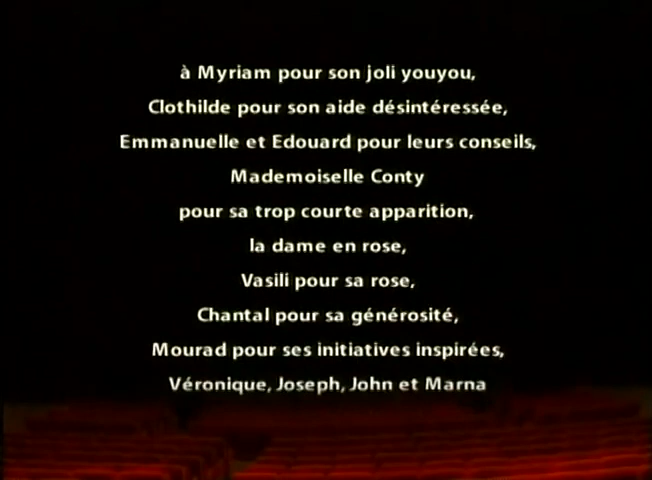 à Myriam pour son joli youyou,
Clothilde pour son aide désintéressée,
Emmanuelle et Edouard pour leurs conseils,
Mademoiselle Conty
pour sa trop courte apparition,
la dame en rose,
Vasili pour sa rose,
Chantal pour sa générosité,
Mourad pour ses initiatives inspirées,
Véronique, Joseph, John et Marna